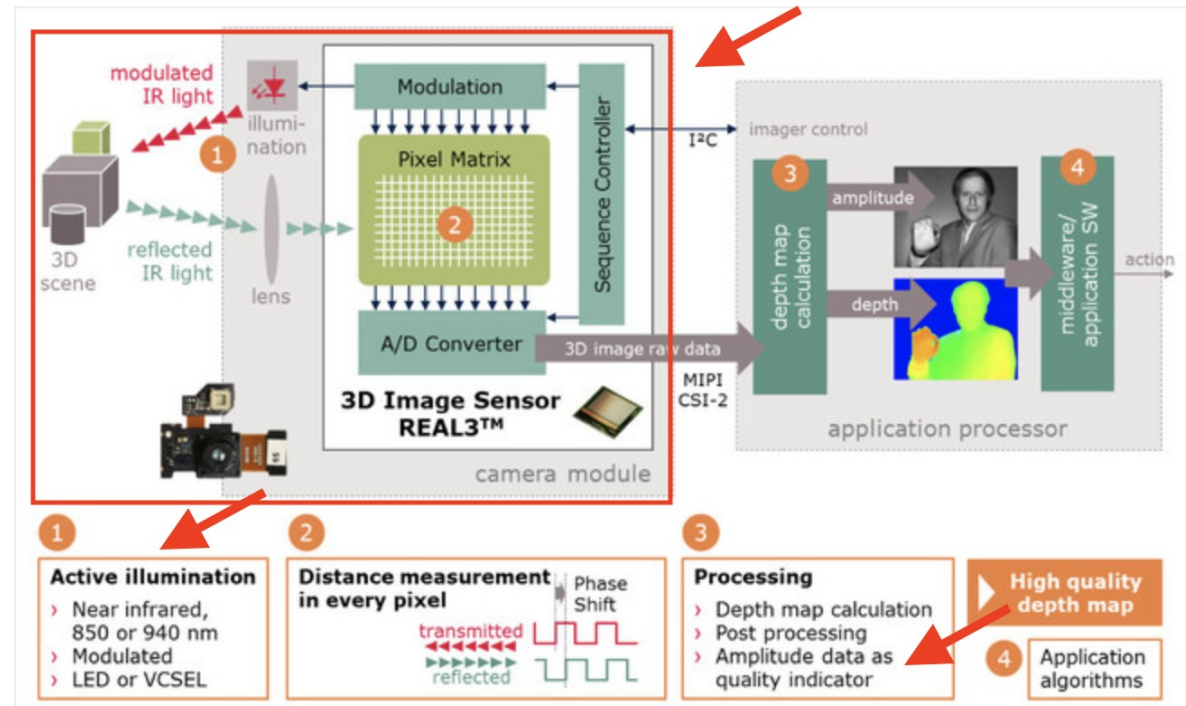 modulated
IR light
illumi-
nation
1
3D
scene
reflected
IR light
lens
Modulation
Pixel Matrix
2
Sequence Controller
A/D Converter
3D image raw data
3D Image Sensor
REAL3™
camera module
I²C
MIPI
CSI-2
imager control
3
depth map
calculation
amplitude
depth
4
middleware/
application SW
action
application processor
1
Active illumination
› Near infrared,
850 or 940 nm
› Modulated
› LED or VCSEL
2
Distance measurement
in every pixel
Phase
Shift
transmitted
reflected
3
Processing
› Depth map calculation
› Post processing
› Amplitude data as
quality indicator
High quality
depth map
4
Application
algorithms